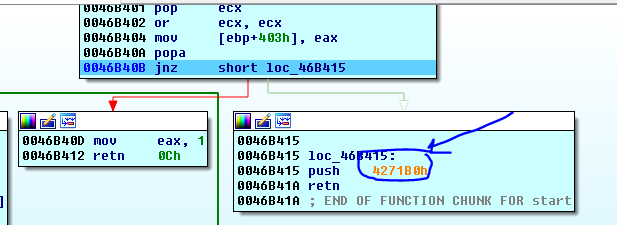 0046B401 pop ecx
0046B402 or ecx, ecx
0046B404 mov [ebp+403h], eax
0046B40A popa
0046B40B jnz short loc_46B415
0046B40D mov eax, 1
0046B412 retn 0Ch
0046B415
0046B415 loc_46B415:
0046B415 push 4271B0h
0046B41A retn
0046B41A ; END OF FUNCTION CHUNK FOR start